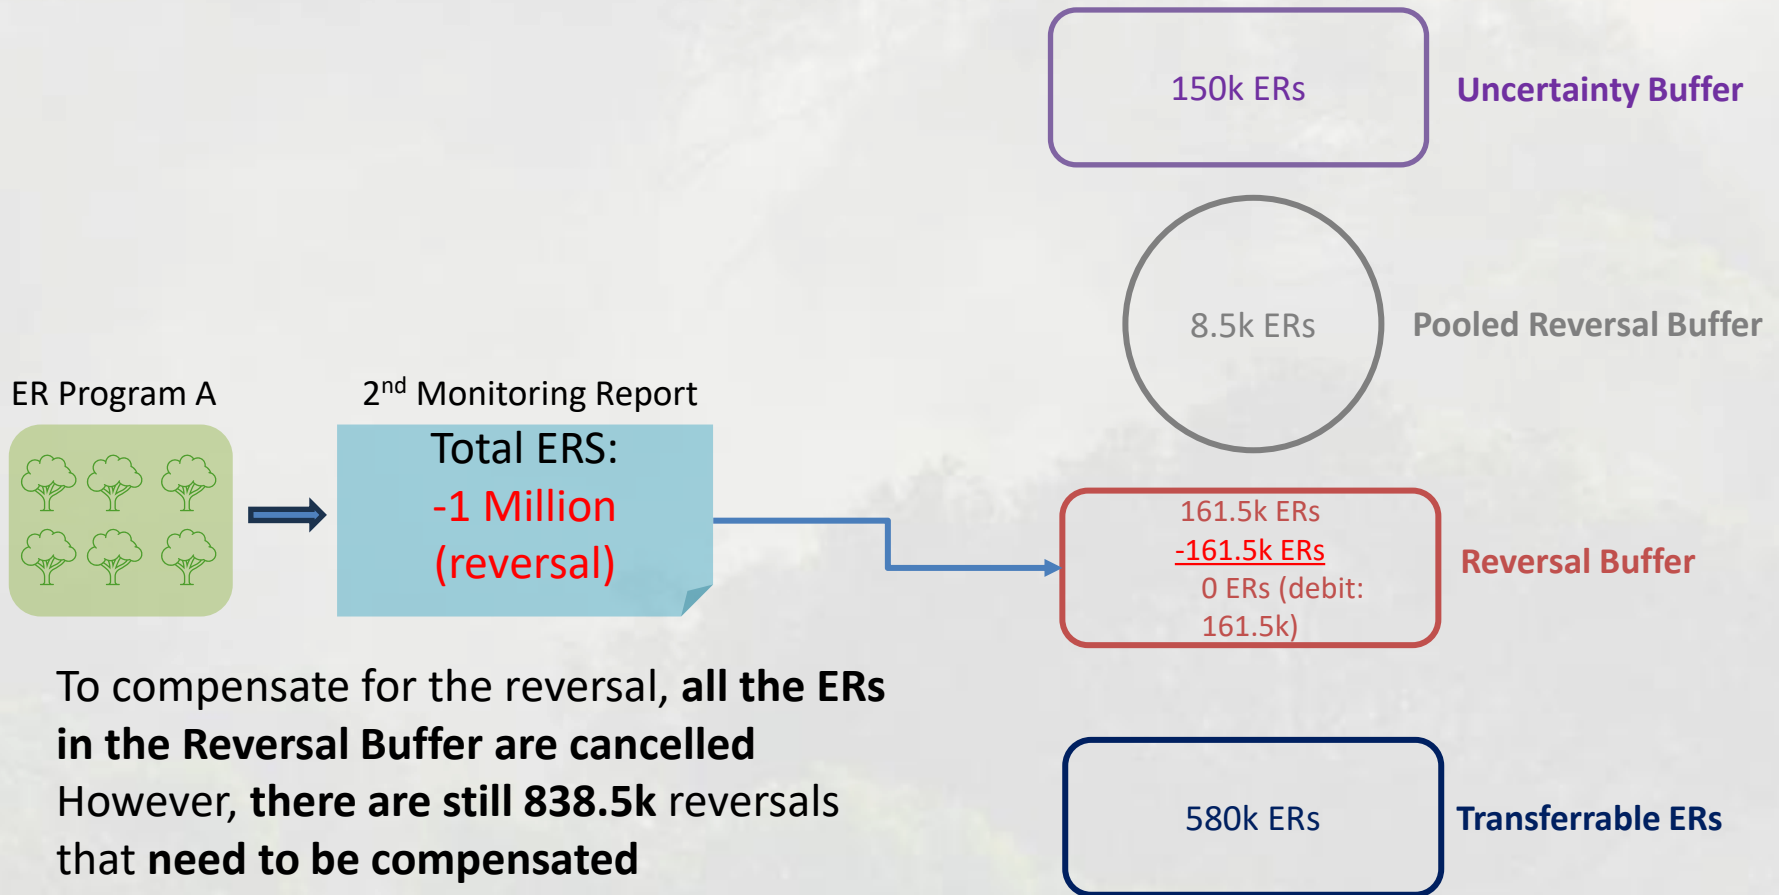 150k ERs
Uncertainty Buffer
8.5k ERs
Pooled Reversal Buffer
ER Program A
2nd Monitoring Report
Total ERS:
-1 Million
(reversal)
161.5k ERs
-161.5k ERs
0 ERs (debit:
161.5k)
Reversal Buffer
To compensate for the reversal, all the ERs
in the Reversal Buffer are cancelled
However, there are still 838.5k reversals
that need to be compensated
580k ERs
Transferrable ERs